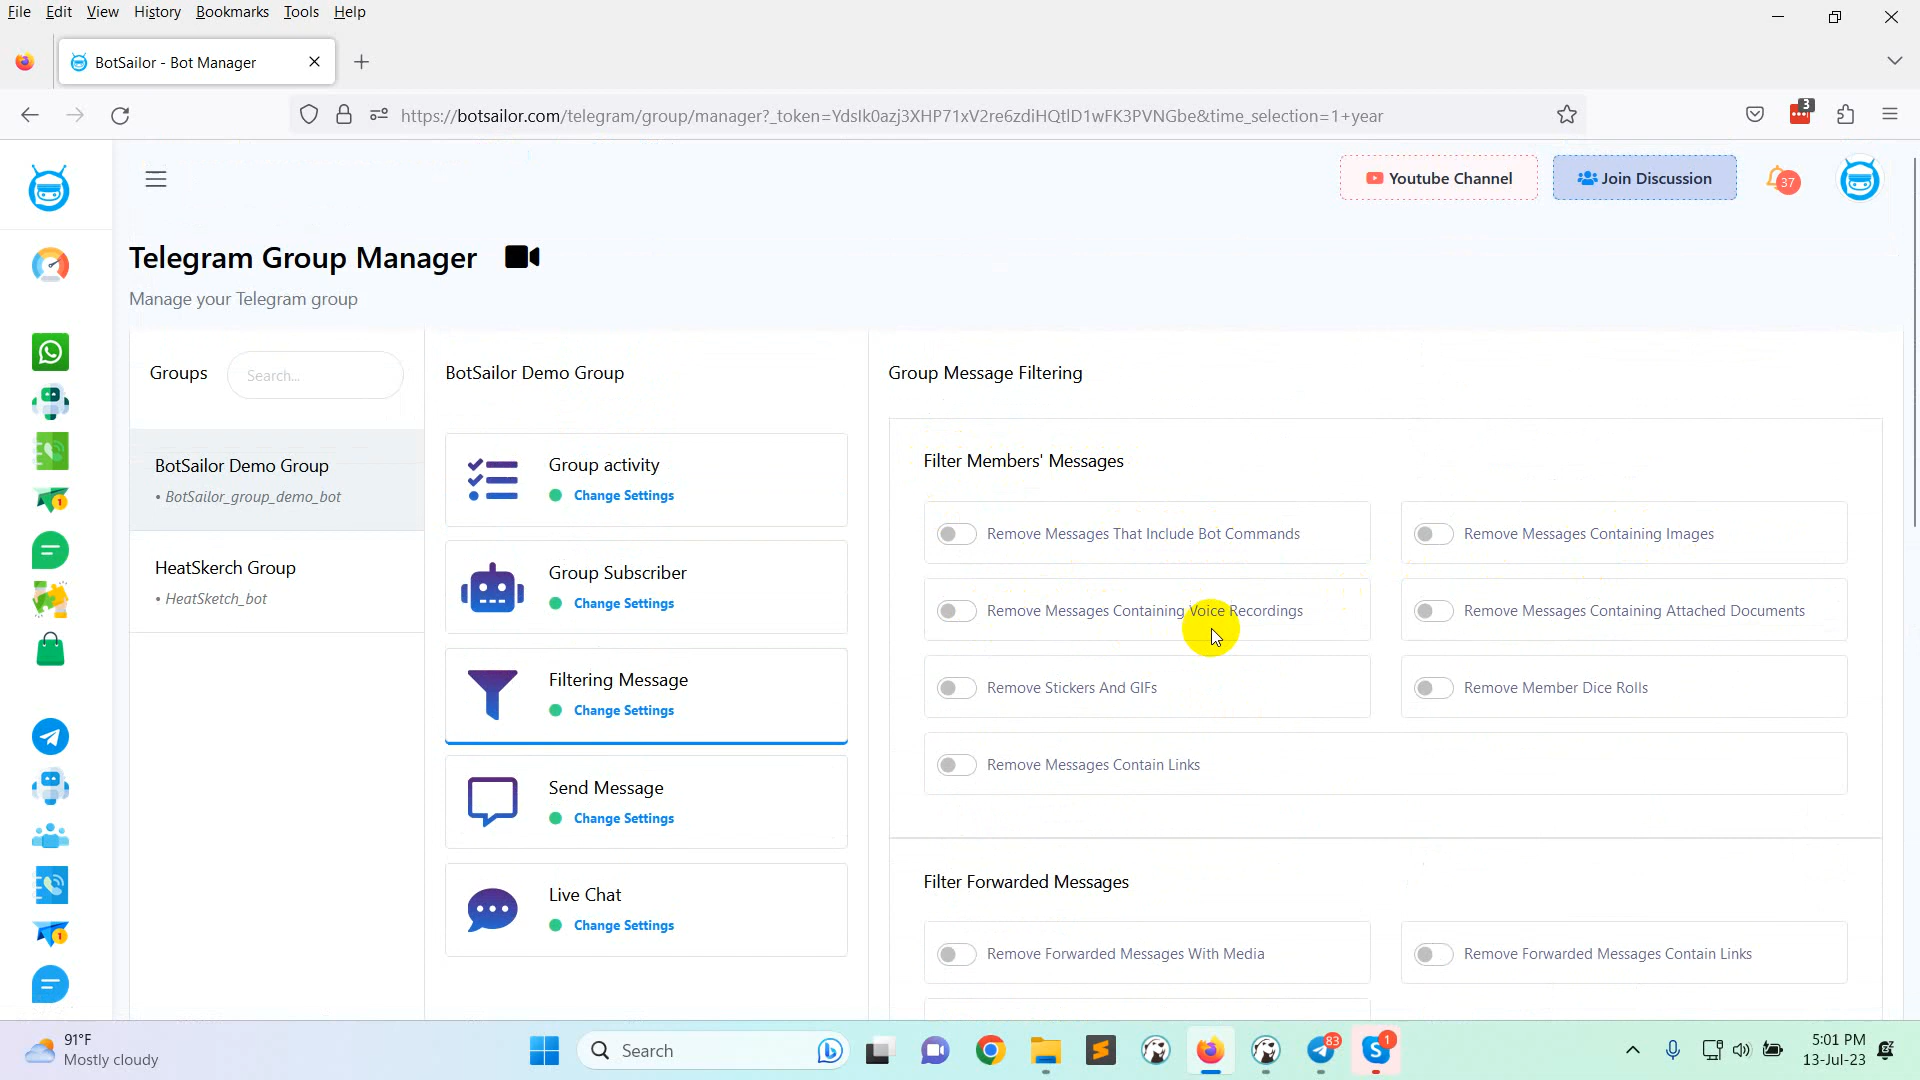 File Edit View History Bookmarks Tools Help
BotSailor - Bot Manager
https://botsailor.com/telegram/group/manager?_token=YdsIk0azj3XHP71xV2re6zdiHQtlD1wFK3PVNGbe&time_selection=1+year
3
Youtube Channel
Join Discussion
37
Telegram Group Manager
Manage your Telegram group
Groups
Search...
BotSailor Demo Group
Group Message Filtering
BotSailor Demo Group
• BotSailor_group_demo_bot
HeatSkerch Group
• HeatSketch_bot
Group activity
Change Settings
Group Subscriber
Change Settings
Filtering Message
Change Settings
Send Message
Change Settings
Live Chat
Change Settings
Filter Members' Messages
Remove Messages That Include Bot Commands
Remove Messages Containing Images
Remove Messages Containing Voice Recordings
Remove Messages Containing Attached Documents
Remove Stickers And GIFs
Remove Member Dice Rolls
Remove Messages Contain Links
Filter Forwarded Messages
Remove Forwarded Messages With Media
Remove Forwarded Messages Contain Links
1
1
91°F
Mostly cloudy
Search
83
1
5:01 PM
13-Jul-23